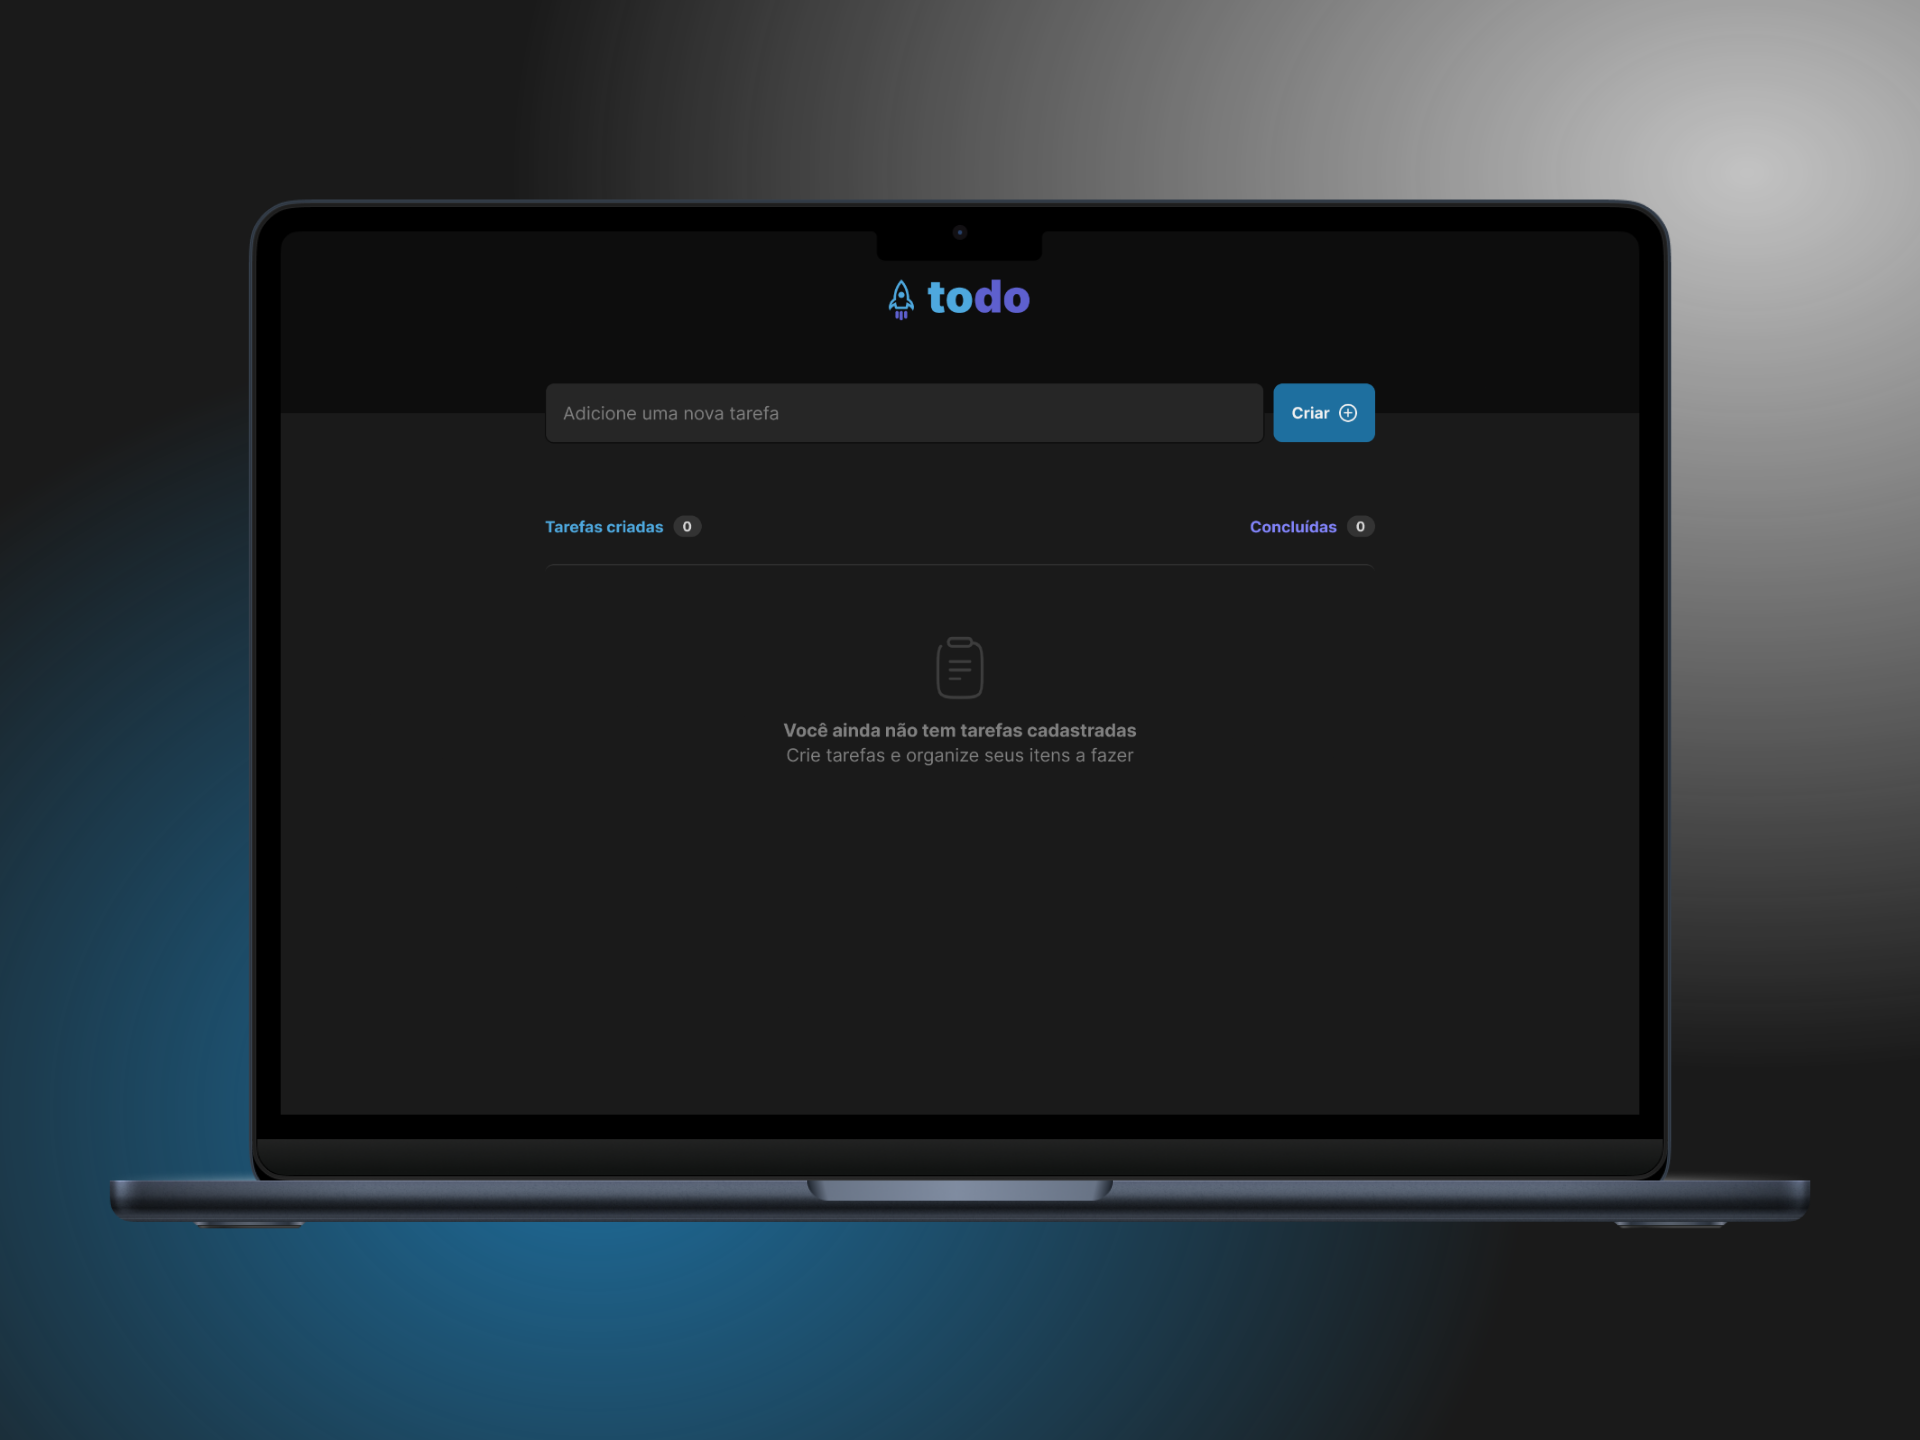 todo
Adicione uma nova tarefa
Criar
Tarefas criadas 0
Concluídas 0
Você ainda não tem tarefas cadastradas
Crie tarefas e organize seus itens a fazer